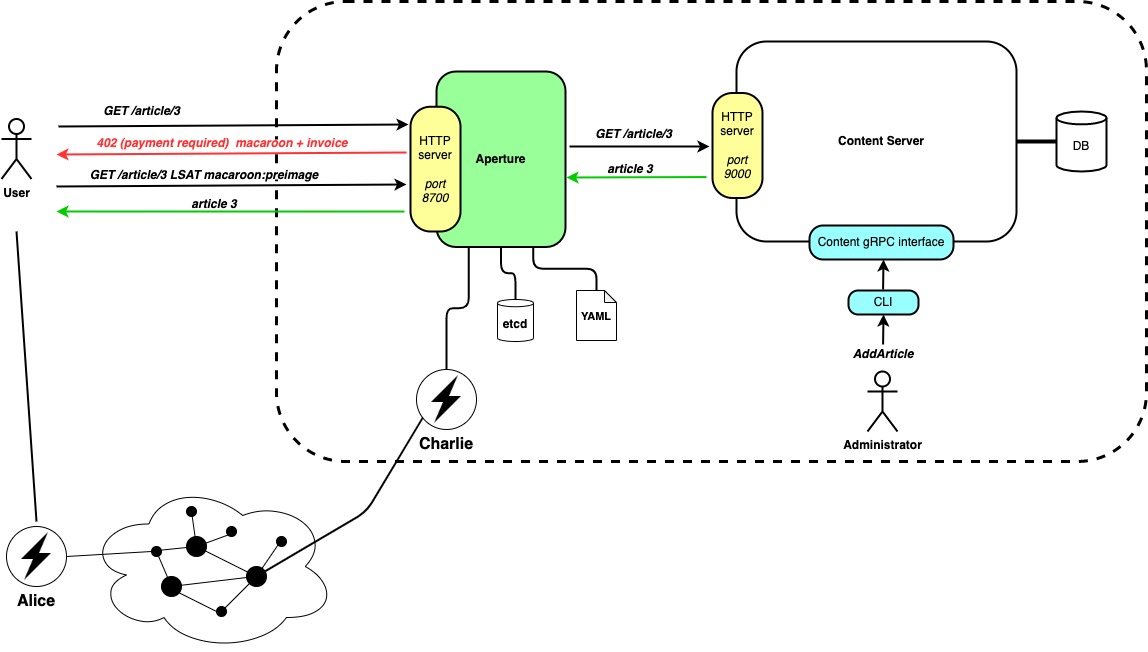 GET /article/3
402 (payment required)  macaroon + invoice
GET/article/3 LSAT macaroon:preimage
article 3
User
HTTP
server
port
8700
Aperture
GET /article/3
article 3
HTTP
server
port
9000
Content Server
DB
Content gRPC interface
CLI
AddArticle
Administrator
etcd
YAML
Charlie
Alice